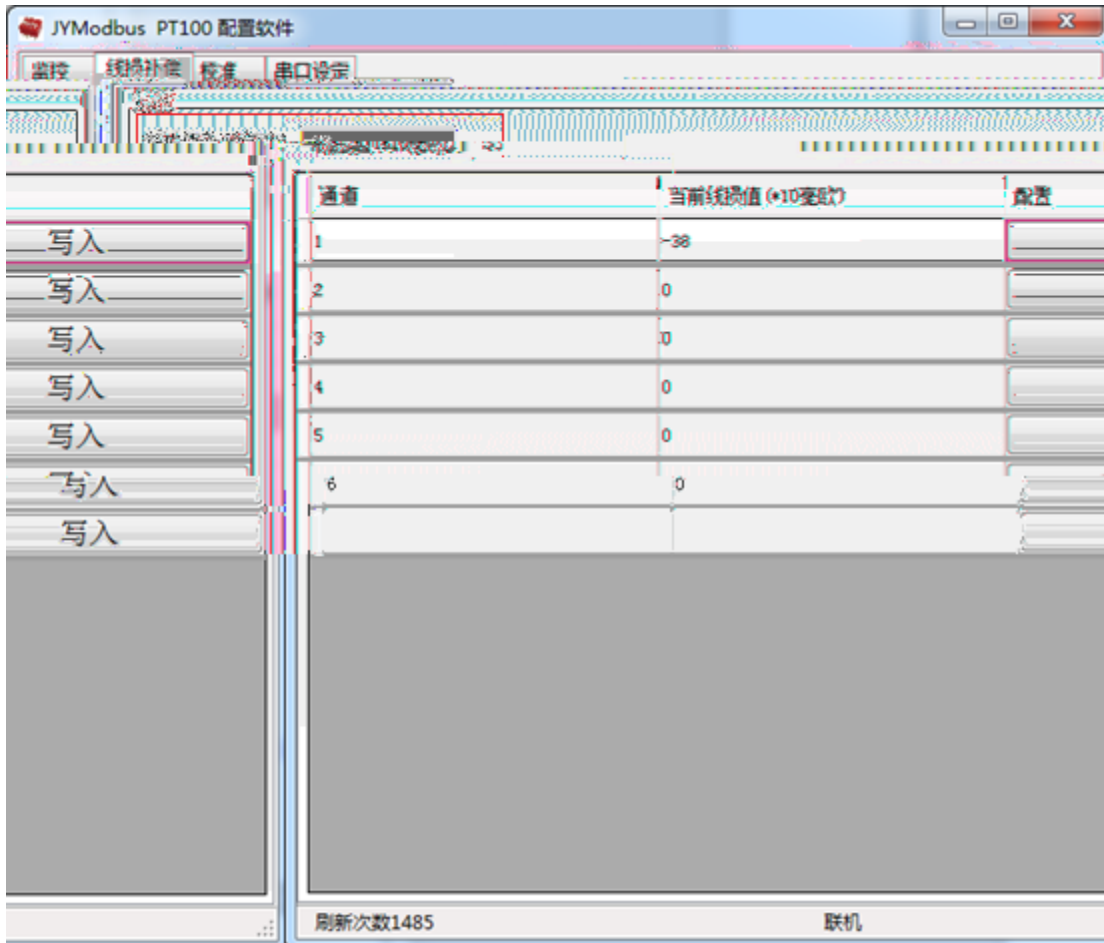 JYModbus PT100 配置软件
监控 线损补偿 校准 串口设定
通道 当前线损值(*10毫欧) 配置
写入 1 -38
写入 2 0
写入 3 0
写入 4 0
写入 5 0
写入 6 0
写入
刷新次数1485 联机